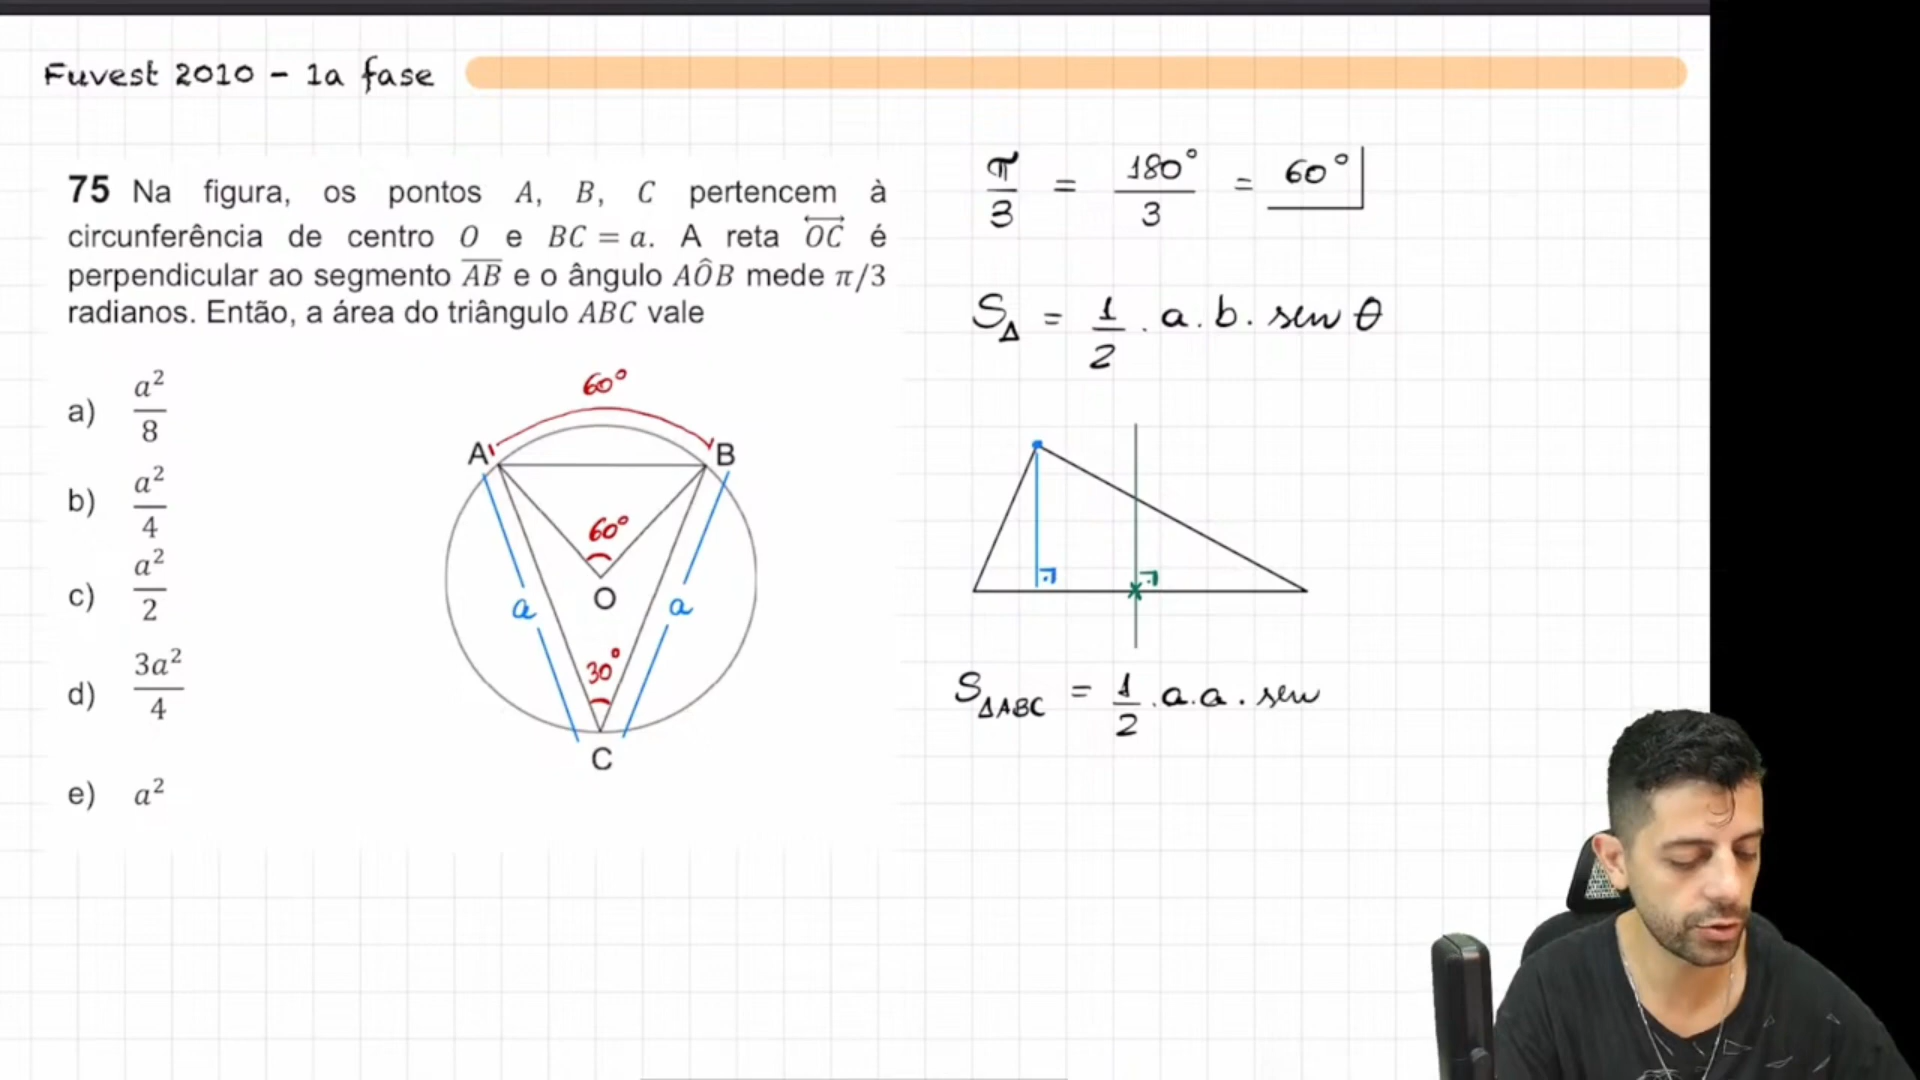 Fuvest 2010 - 1a fase
75 Na figura, os pontos A, B, C pertencem à
circunferência de centro O e BC = a. A reta OC é
perpendicular ao segmento AB e o ângulo AÔB mede π/3
radianos. Então, a área do triângulo ABC vale
a) a²/8
b) a²/4
c) a²/2
d) 3a²/4
e) a²
60°
A
B
60°
O
a
a
30°
C
π/3 = 180°/3 = 60°
S△ = 1/2 . a . b . sen θ
S△ABC = 1/2 . a . a . sen